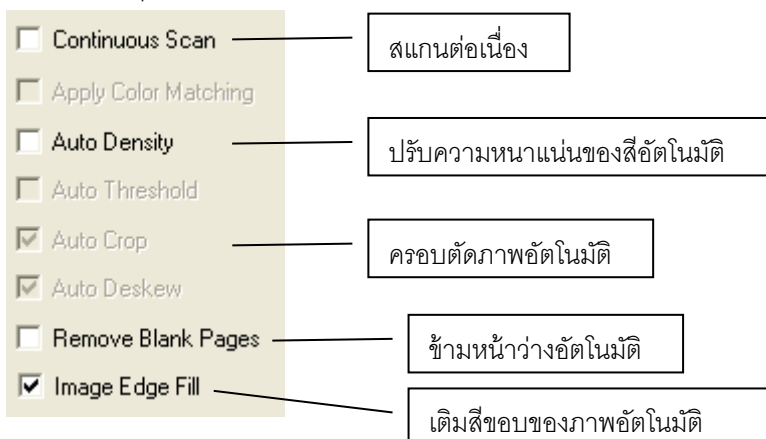 Continuous Scan
สแกนต่อเนื่อง
Apply Color Matching
Auto Density
ปรับความหนาแน่นของสีอัตโนมัติ
Auto Threshold
Auto Crop
ครอบตัดภาพอัตโนมัติ
Auto Deskew
Remove Blank Pages
ข้ามหน้าว่างอัตโนมัติ
Image Edge Fill
เติมสีขอบของภาพอัตโนมัติ